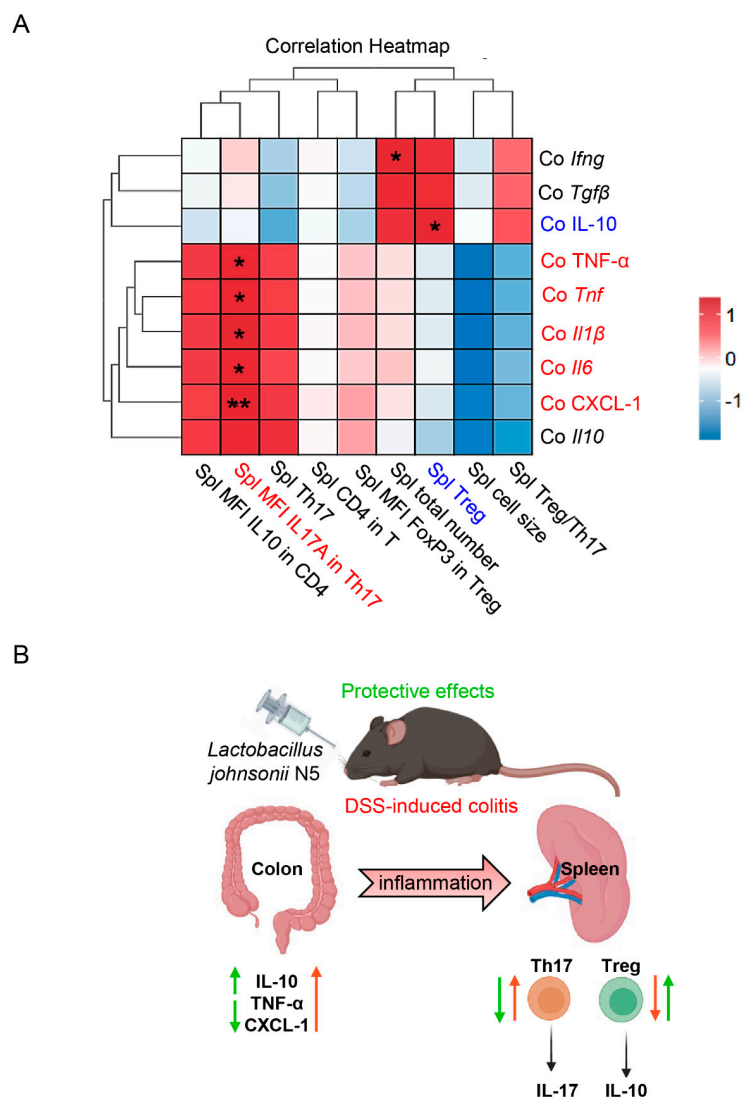 A
Correlation Heatmap
*
Co Ifng
Co Tgfβ
*
Co IL-10
*
Co TNF-α
*
Co Tnf
*
Co Il1β
*
Co Il6
**
Co CXCL-1
Co Il10
1
0
-1
Spl MFI IL10 in CD4
Spl MFI IL17A in Th17
Spl Th17
Spl CD4 in T
Spl MFI FoxP3 in Treg
Spl total number
Spl Treg
Spl cell size
Spl Treg/Th17
B
Protective effects
Lactobacillus
johnsonii N5
DSS-induced colitis
Colon
inflammation
Spleen
IL-10
TNF-α
CXCL-1
Th17
Treg
IL-17
IL-10